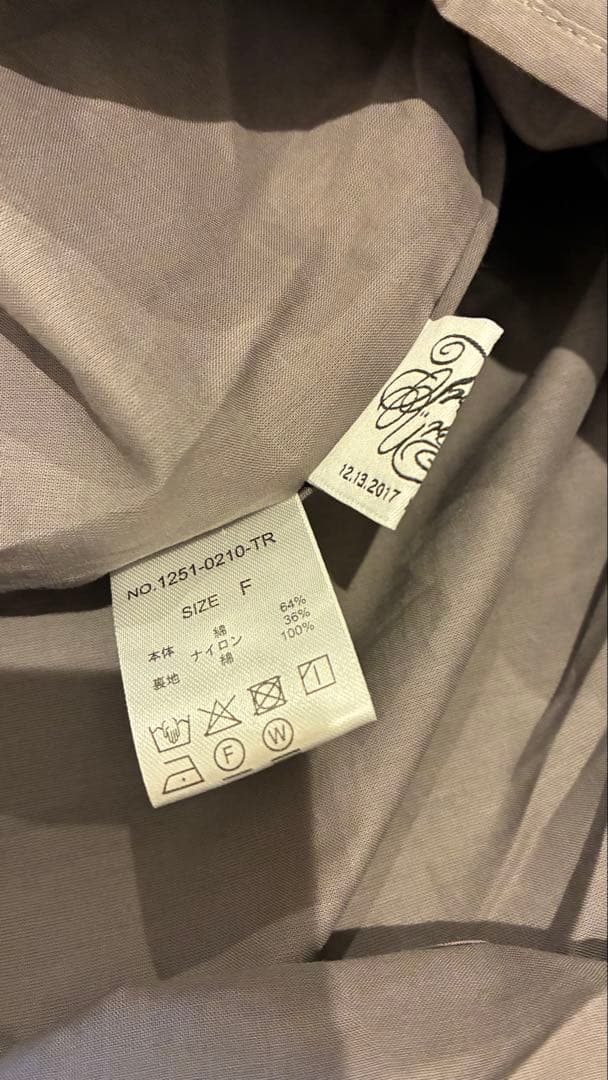 12.13.2017
NO.1251-0210-TR
SIZE F
本体 綿 64%
ナイロン 36%
裏地 綿 100%
F
W